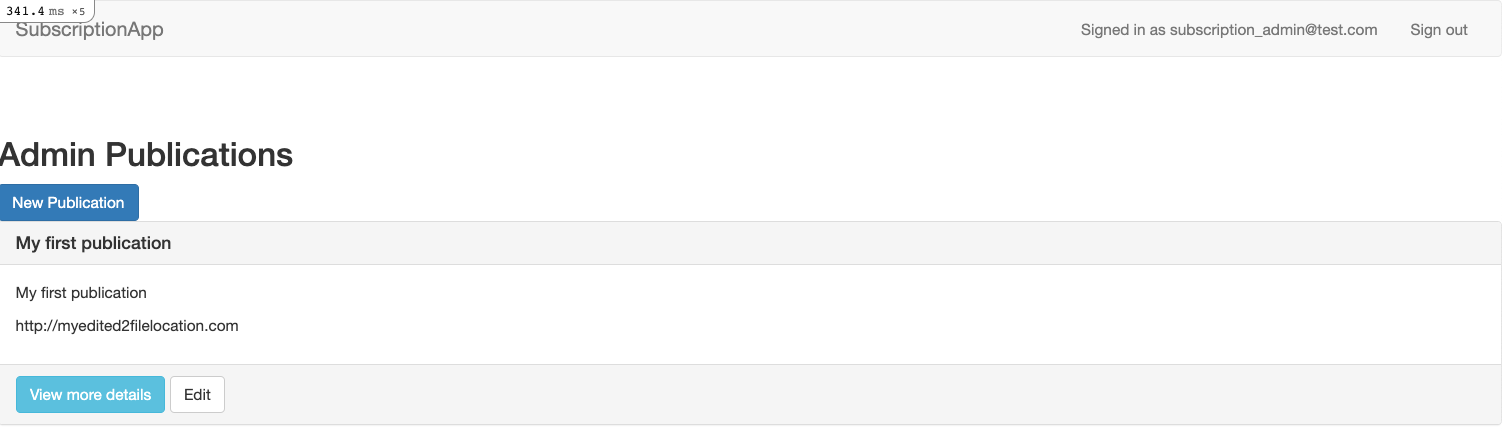 341.4 ms ×5
SubscriptionApp
Signed in as subscription_admin@test.com
Sign out
Admin Publications
New Publication
My first publication
My first publication
http://myedited2filelocation.com
View more details
Edit